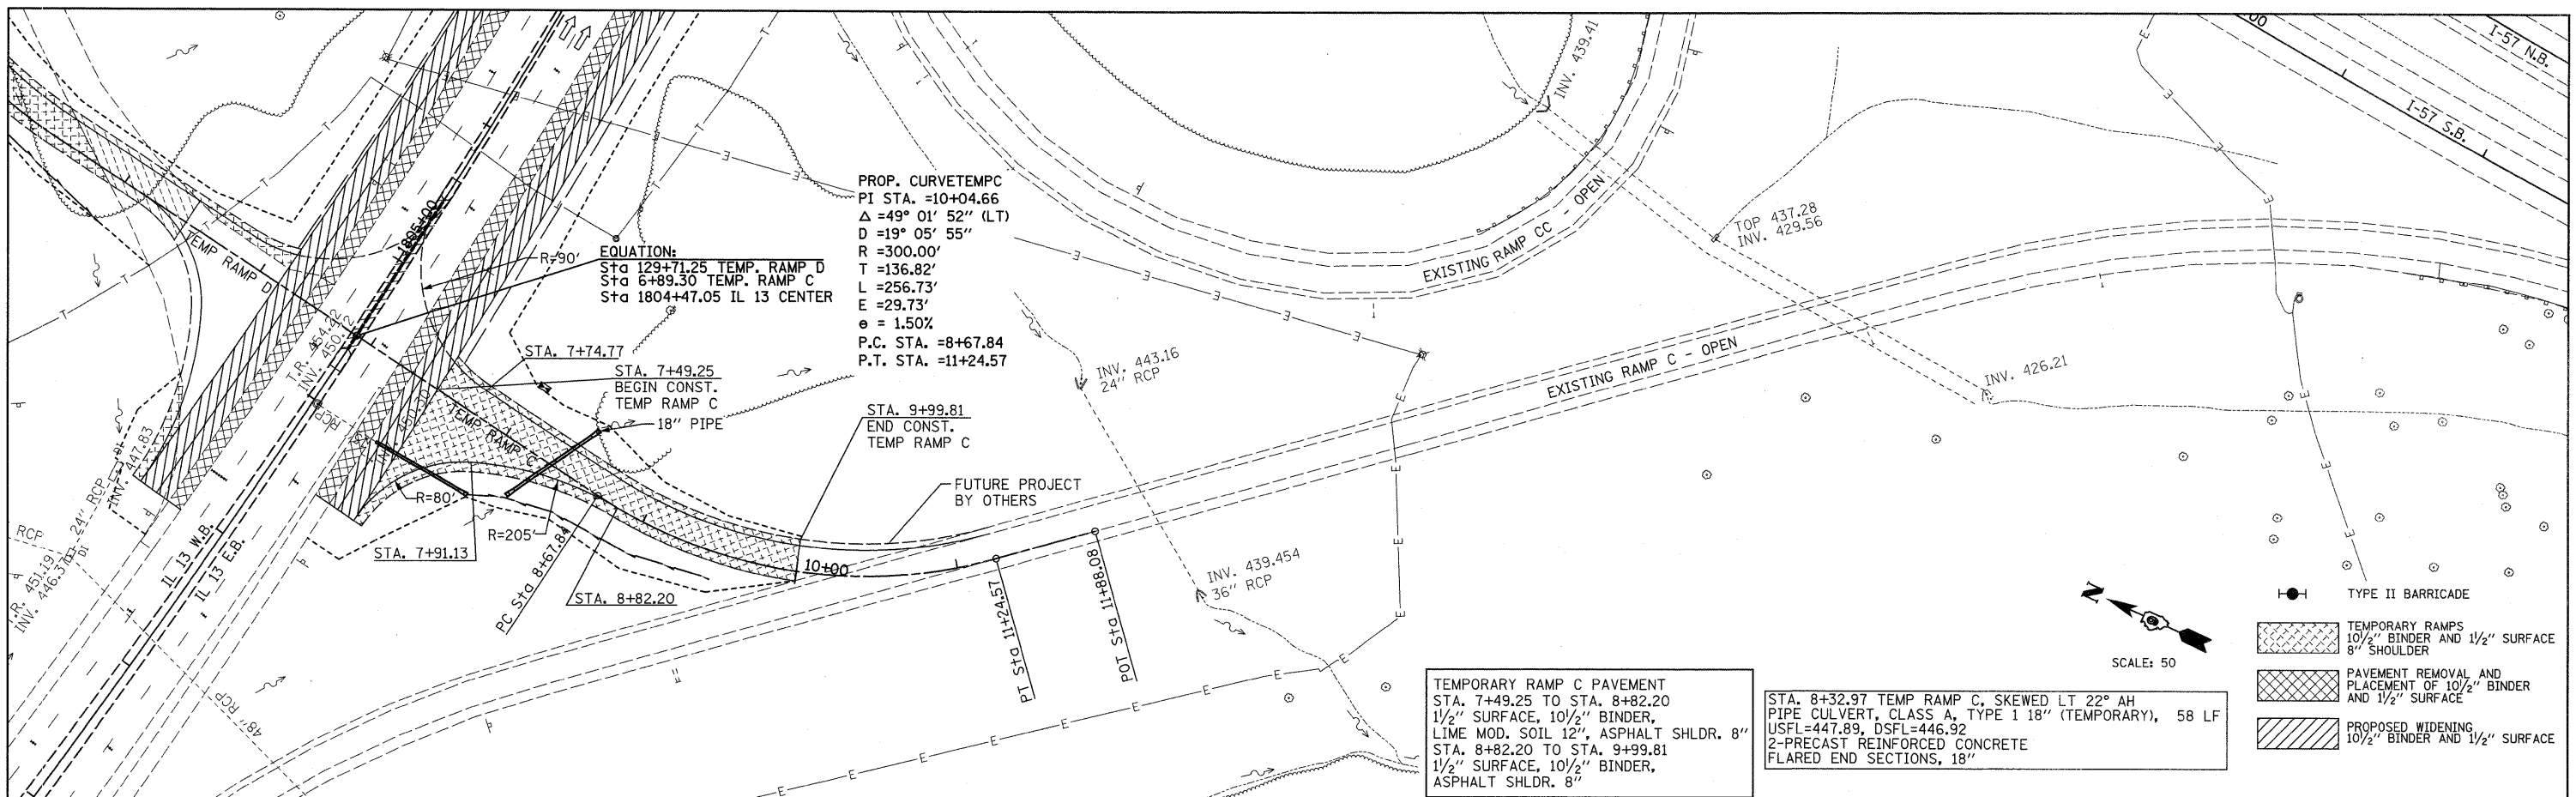 I-57 N.B.
I-57 S.B.
00
INV. 439.41
TOP 437.28
INV. 429.56
EXISTING RAMP CC - OPEN
EXISTING RAMP C - OPEN
INV. 426.21
PROP. CURVETEMPC
PI STA. =10+04.66
Δ =49° 01' 52" (LT)
D =19° 05' 55"
R =300.00'
T =136.82'
L =256.73'
E =29.73'
e = 1.50%
P.C. STA. =8+67.84
P.T. STA. =11+24.57
1805+00
TEMP RAMP D
R=90'
EQUATION:
Sta 129+71.25 TEMP. RAMP D
Sta 6+89.30 TEMP. RAMP C
Sta 1804+47.05 IL 13 CENTER
T.R. 454.22
STA. 7+74.77
STA. 7+49.25
BEGIN CONST.
TEMP RAMP C
TEMP RAMP C
18" PIPE
STA. 9+99.81
END CONST.
TEMP RAMP C
INV. 443.16
24" RCP
FUTURE PROJECT
BY OTHERS
R=80'
R=205'
STA. 7+91.13
PC Sta 8+67.84
STA. 8+82.20
10+00
PT Sta 11+24.57
POT Sta 11+88.08
INV. 439.454
36" RCP
INV. 447.83
24" RCP
RCP
T.R. 451.19
IL 13 W.B.
IL 13 E.B.
48" RCP
N
SCALE: 50
TYPE II BARRICADE
TEMPORARY RAMPS
10½" BINDER AND 1½" SURFACE
8" SHOULDER
PAVEMENT REMOVAL AND
PLACEMENT OF 10½" BINDER
AND 1½" SURFACE
PROPOSED WIDENING
10½" BINDER AND 1½" SURFACE
TEMPORARY RAMP C PAVEMENT
STA. 7+49.25 TO STA. 8+82.20
1½" SURFACE, 10½" BINDER,
LIME MOD. SOIL 12", ASPHALT SHLDR. 8"
STA. 8+82.20 TO STA. 9+99.81
1½" SURFACE, 10½" BINDER,
ASPHALT SHLDR. 8"
STA. 8+32.97 TEMP RAMP C, SKEWED LT 22° AH
PIPE CULVERT, CLASS A, TYPE 1 18" (TEMPORARY), 58 LF
USFL=447.89, DSFL=446.92
2-PRECAST REINFORCED CONCRETE
FLARED END SECTIONS, 18"